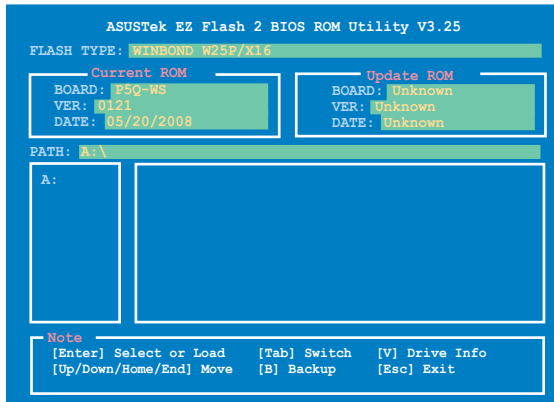 ASUSTek EZ Flash 2 BIOS ROM Utility V3.25
FLASH TYPE: WINBOND W25P/X16
Current ROM
BOARD: P5Q-WS
VER: 0121
DATE: 05/20/2008
Update ROM
BOARD: Unknown
VER: Unknown
DATE: Unknown
PATH: A:\
A:
Note
[Enter] Select or Load [Tab] Switch [V] Drive Info
[Up/Down/Home/End] Move [B] Backup [Esc] Exit